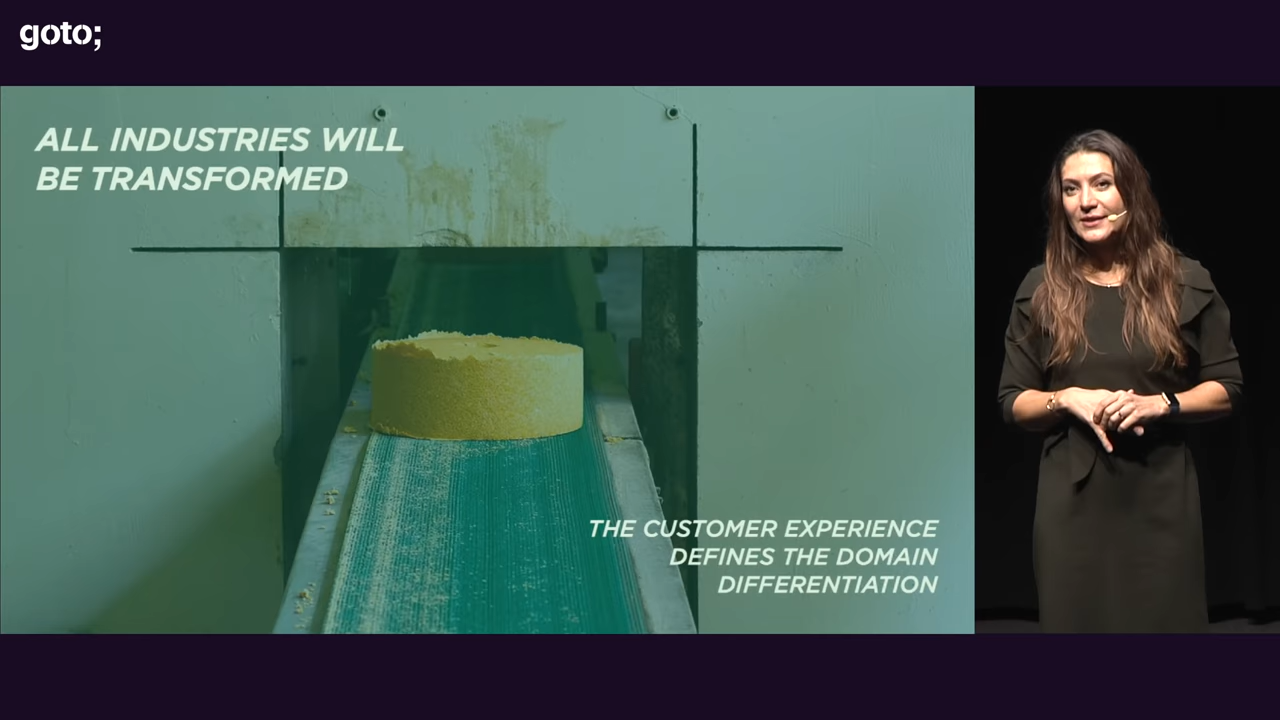 goto;
ALL INDUSTRIES WILL
BE TRANSFORMED
THE CUSTOMER EXPERIENCE
DEFINES THE DOMAIN
DIFFERENTIATION